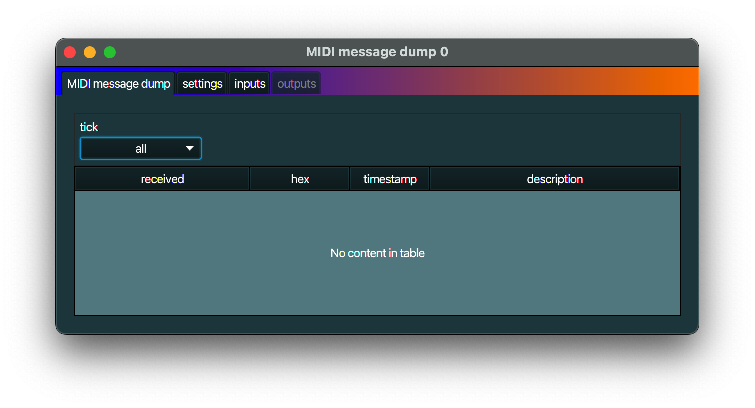 MIDI message dump 0
MIDI message dump settings inputs outputs
tick
all
received hex timestamp description
No content in table